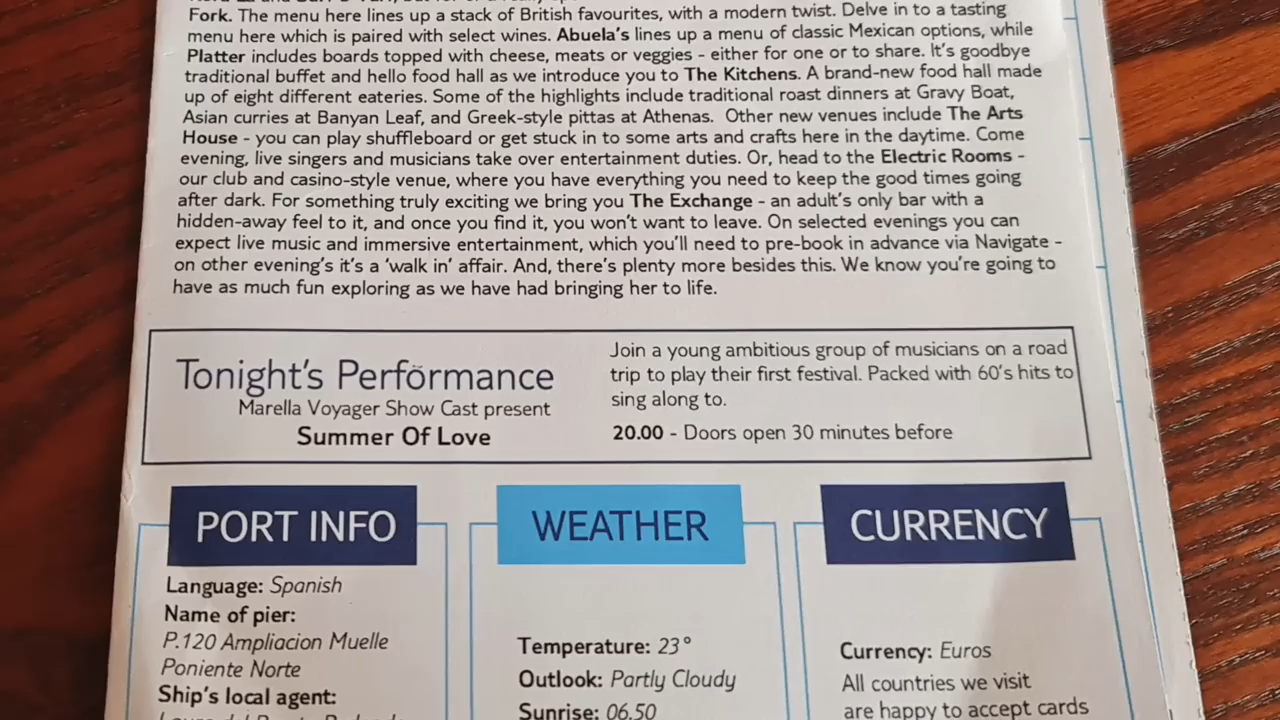 Fork. The menu here lines up a stack of British favourites, with a modern twist. Delve in to a tasting
menu here which is paired with select wines. Abuela's lines up a menu of classic Mexican options, while
Platter includes boards topped with cheese, meats or veggies - either for one or to share. It's goodbye
traditional buffet and hello food hall as we introduce you to The Kitchens. A brand-new food hall made
up of eight different eateries. Some of the highlights include traditional roast dinners at Gravy Boat,
Asian curries at Banyan Leaf, and Greek-style pittas at Athenas. Other new venues include The Arts
House - you can play shuffleboard or get stuck in to some arts and crafts here in the daytime. Come
evening, live singers and musicians take over entertainment duties. Or, head to the Electric Rooms -
our club and casino-style venue, where you have everything you need to keep the good times going
after dark. For something truly exciting we bring you The Exchange - an adult's only bar with a
hidden-away feel to it, and once you find it, you won't want to leave. On selected evenings you can
expect live music and immersive entertainment, which you'll need to pre-book in advance via Navigate -
on other evening's it's a 'walk in' affair. And, there's plenty more besides this. We know you're going to
have as much fun exploring as we have had bringing her to life.
Tonight's Performance
Marella Voyager Show Cast present
Summer Of Love
Join a young ambitious group of musicians on a road
trip to play their first festival. Packed with 60's hits to
sing along to.
20.00 - Doors open 30 minutes before
PORT INFO
Language: Spanish
Name of pier:
P.120 Ampliacion Muelle
Poniente Norte
Ship's local agent:
WEATHER
Temperature: 23°
Outlook: Partly Cloudy
Sunrise: 06.50
CURRENCY
Currency: Euros
All countries we visit
are happy to accept cards